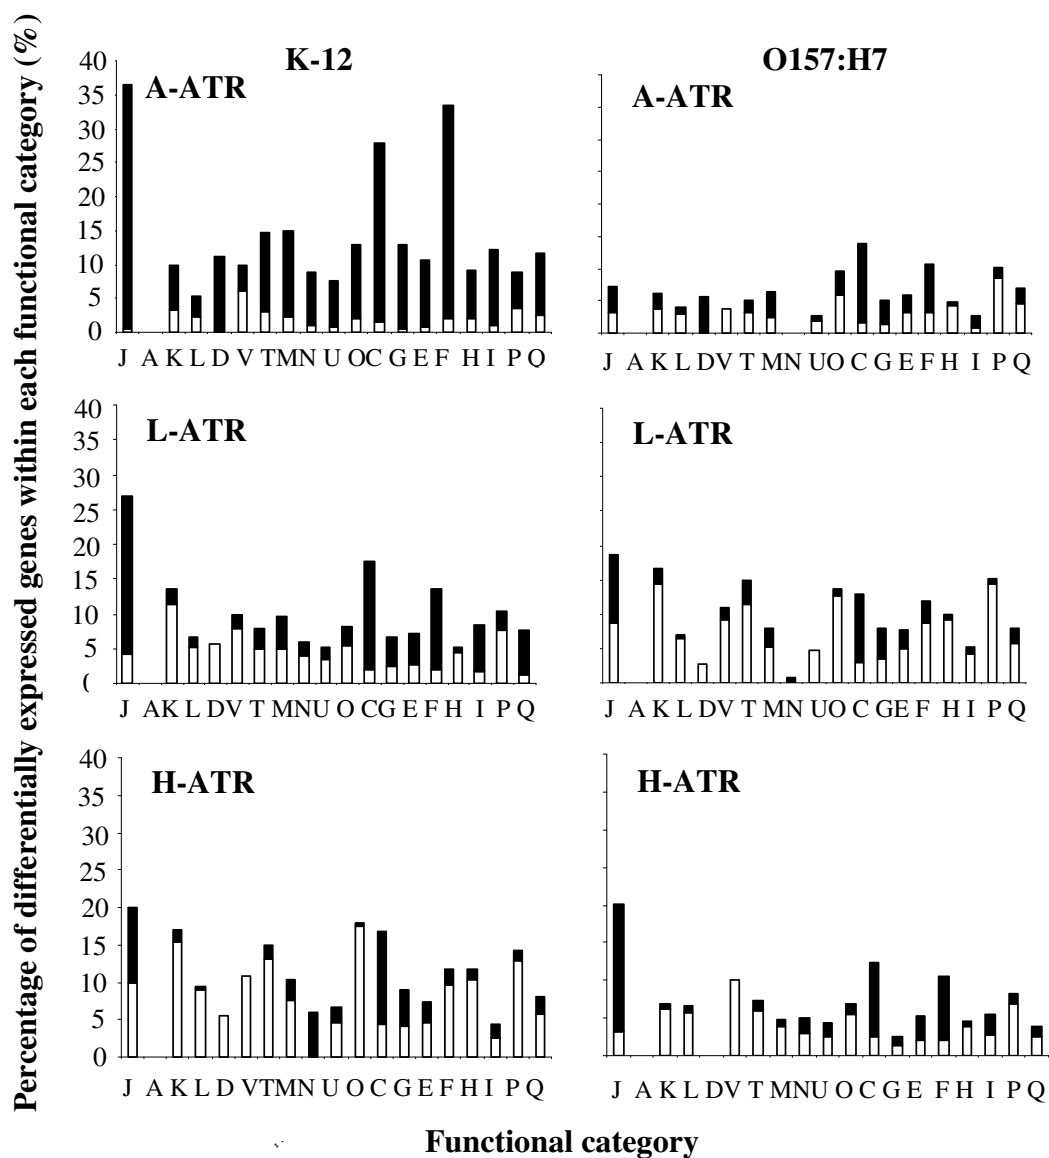 Percentage of differentially expressed genes within each functional category (%)
K-12
O157:H7
A-ATR
A-ATR
40
35
30
25
20
15
10
5
0
J A K L D V T M N U O C G E F H I P Q
J A K L D V T M N U O C G E F H I P Q
L-ATR
L-ATR
40
35
30
25
20
15
10
5
J A K L D V T M N U O C G E F H I P Q
J A K L D V T M N U O C G E F H I P Q
H-ATR
H-ATR
40
35
30
25
20
15
10
5
0
J A K L D V T M N U O C G E F H I P Q
J A K L D V T M N U O C G E F H I P Q
Functional category